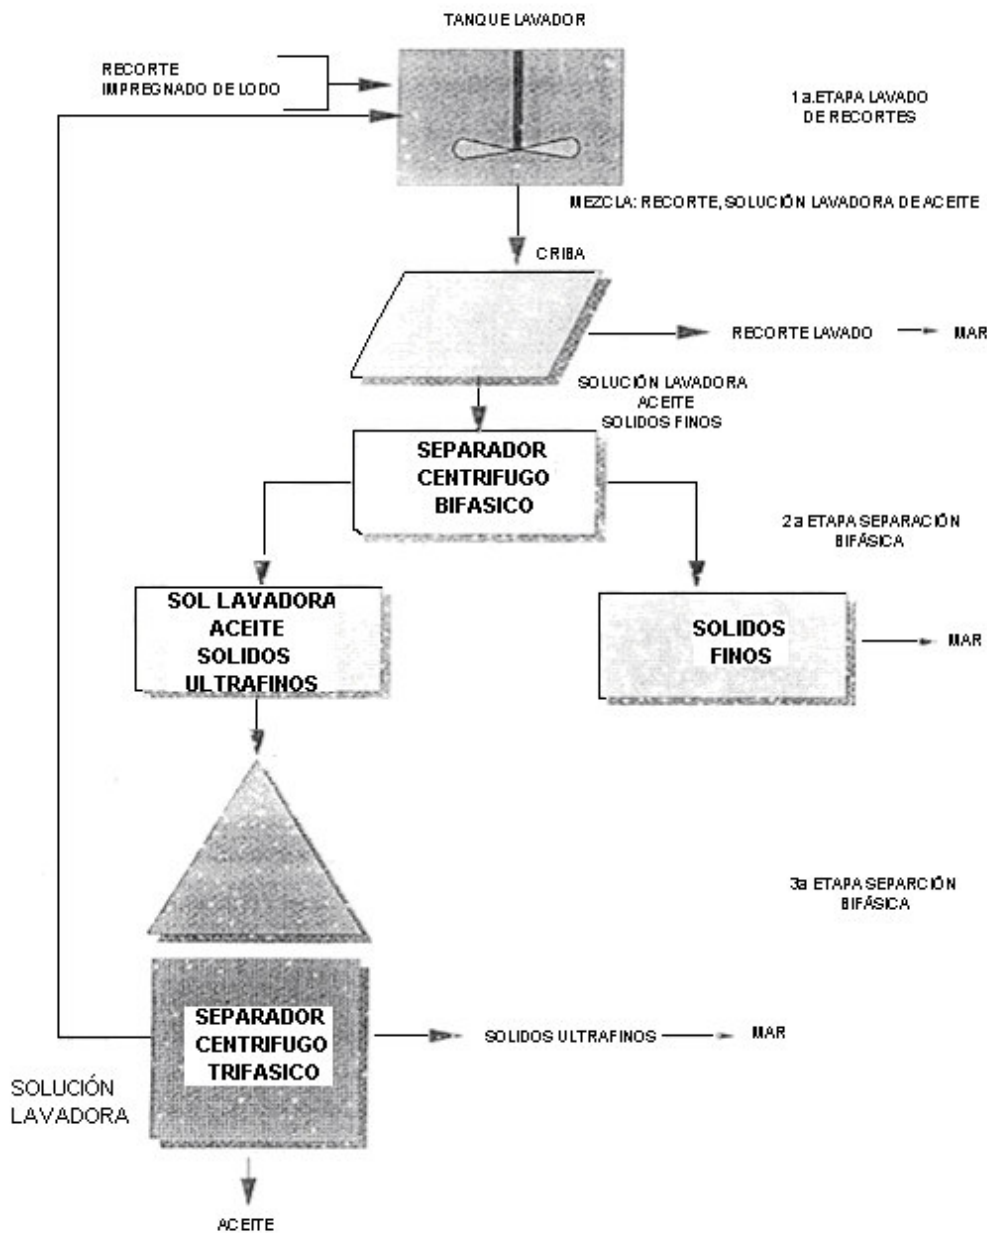 TANQUE LAVADOR
RECORTE
IMPREGNADO DE LODO
1a.ETAPA LAVADO
DE RECORTES
MEZCLA: RECORTE, SOLUCIÓN LAVADORA DE ACEITE
CRIBA
RECORTE LAVADO
MAR
SOLUCIÓN LAVADORA
ACEITE
SOLIDOS FINOS
SEPARADOR
CENTRIFUGO
BIFASICO
2a ETAPA SEPARACIÓN
BIFÁSICA
SOL LAVADORA
ACEITE
SOLIDOS
ULTRAFINOS
SOLIDOS
FINOS
MAR
3a ETAPA SEPARCIÓN
BIFÁSICA
SEPARADOR
CENTRIFUGO
TRIFASICO
SOLIDOS ULTRAFINOS
MAR
SOLUCIÓN
LAVADORA
ACEITE